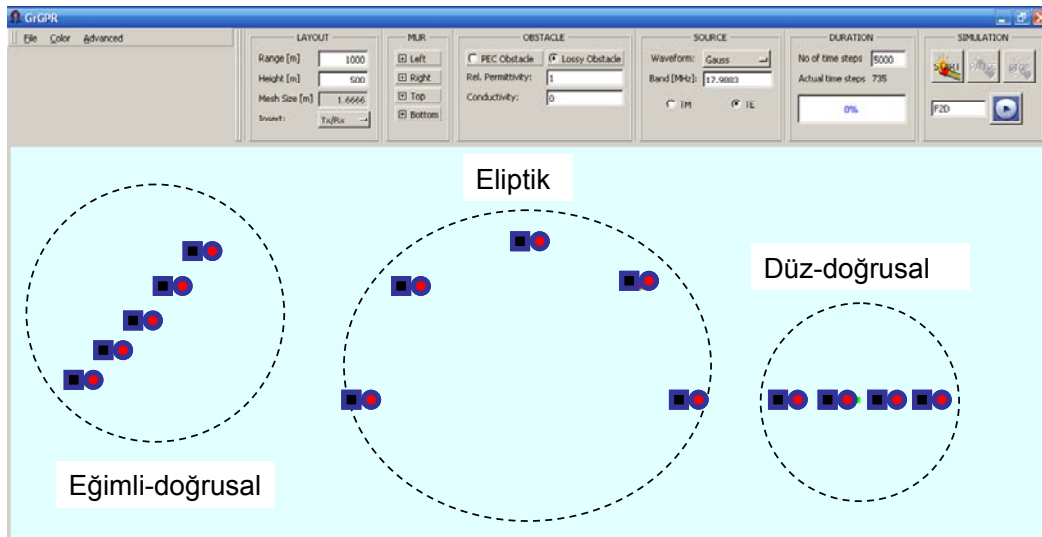 GrGPR
File Color Advanced
LAYOUT
Range [m] 1000
Height [m] 500
Mesh Size [m] 1.6666
Insert: Tx/Rx
MUR
Left
Right
Top
Bottom
OBSTACLE
PEC Obstacle Lossy Obstacle
Rel. Permittivity: 1
Conductivity: 0
SOURCE
Waveform: Gauss
Band [MHz]: 17.9883
TM TE
DURATION
No of time steps 5000
Actual time steps 735
0%
SIMULATION
START PAUSE STOP
F2D
Eliptik
Düz-doğrusal
Eğimli-doğrusal